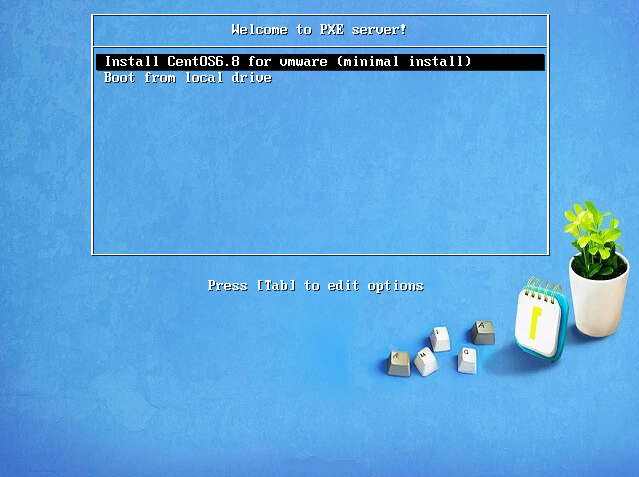 Welcome to PXE server!
Install CentOS6.8 for vmware (minimal install)
Boot from local drive
Press [Tab] to edit options
1
A